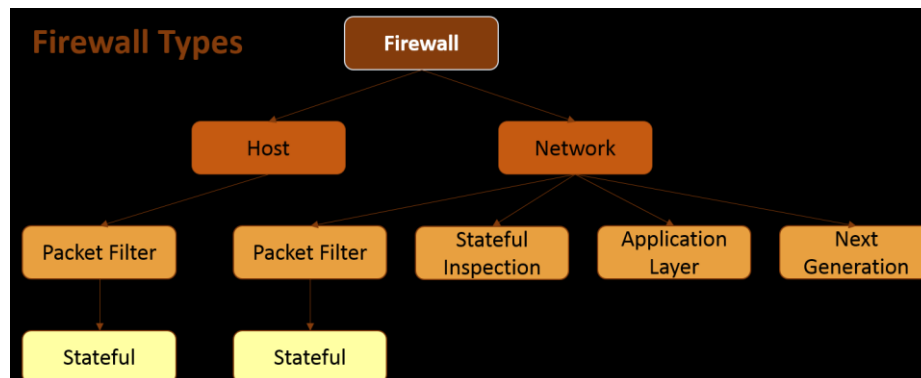 Firewall Types
Firewall
Host
Network
Packet Filter
Packet Filter
Stateful
Inspection
Application
Layer
Next
Generation
Stateful
Stateful